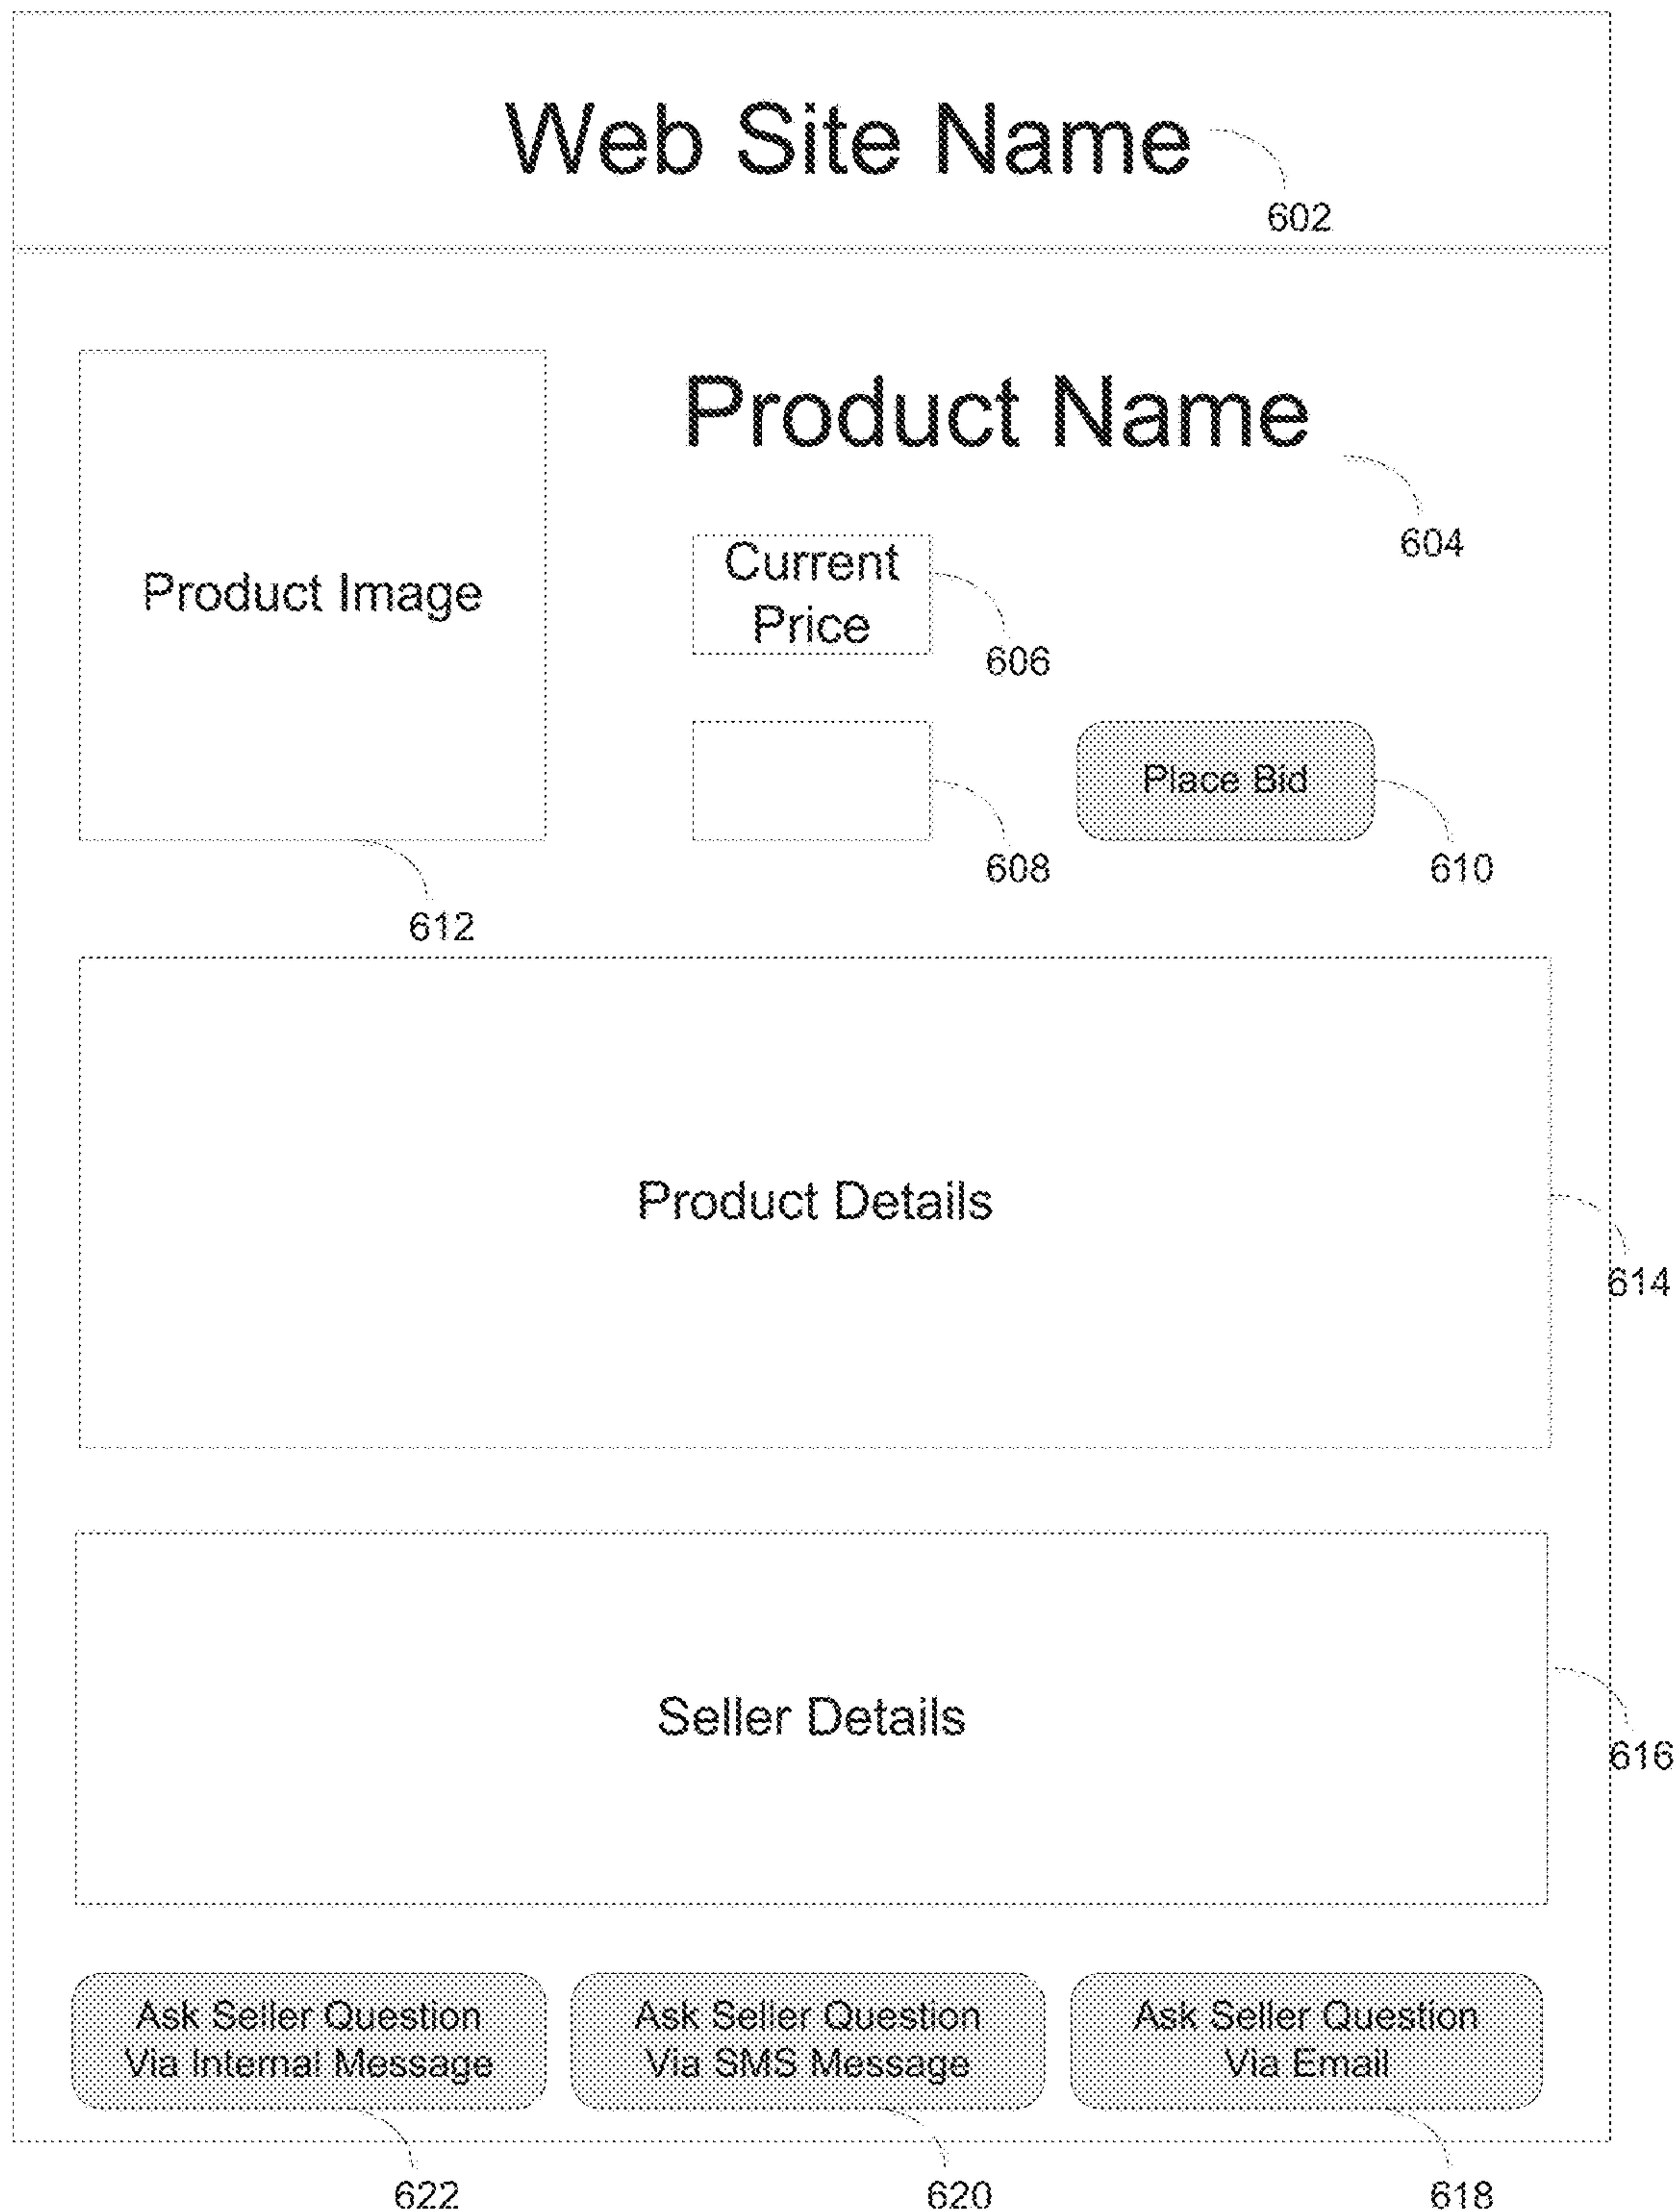 Web Site Name
602
Product Name
604
Product Image
Current
Price
606
Place Bid
608
610
612
Product Details
614
Seller Details
616
Ask Seller Question
Via Internal Message
Ask Seller Question
Via SMS Message
Ask Seller Question
Via Email
622
620
618